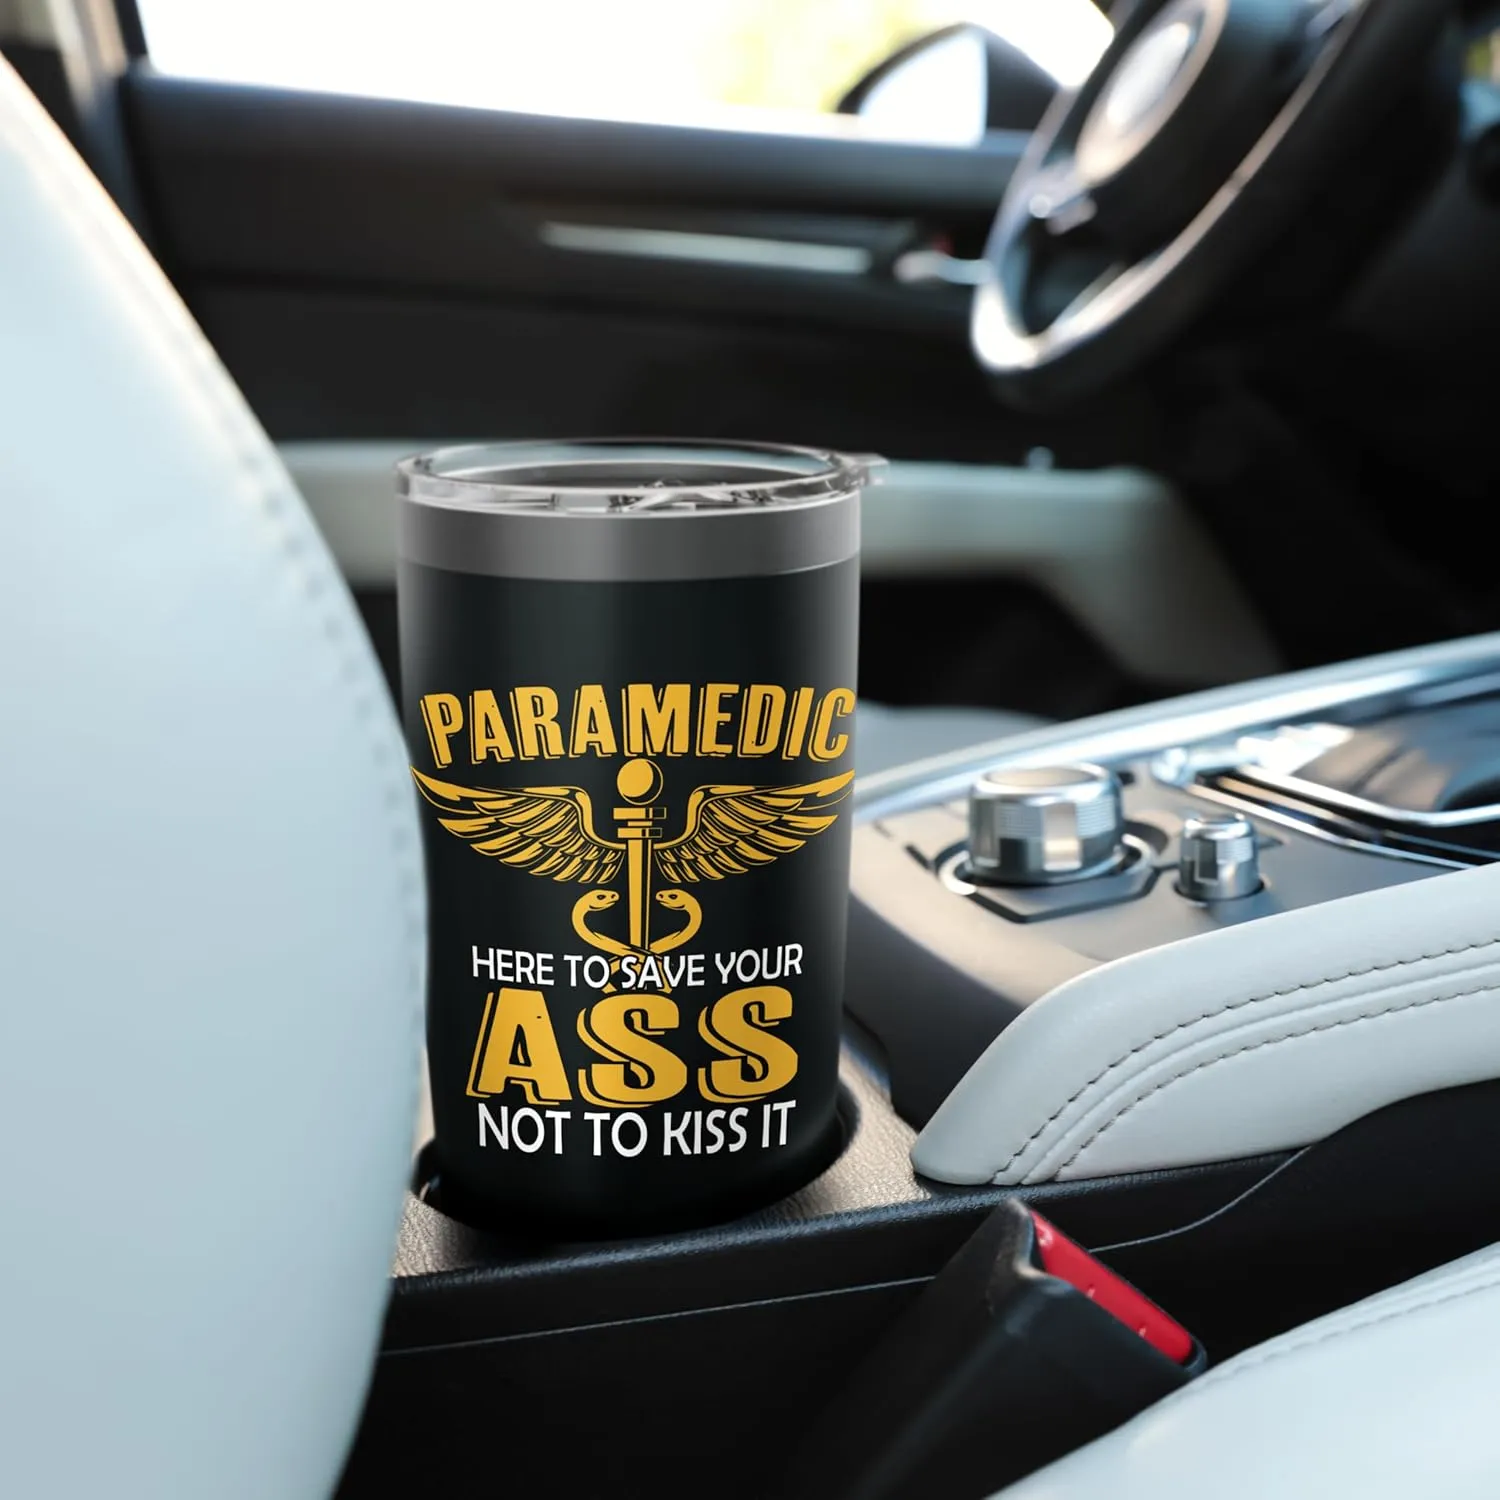 PARAMEDIC
HERE TO SAVE YOUR
ASS
NOT TO KISS IT